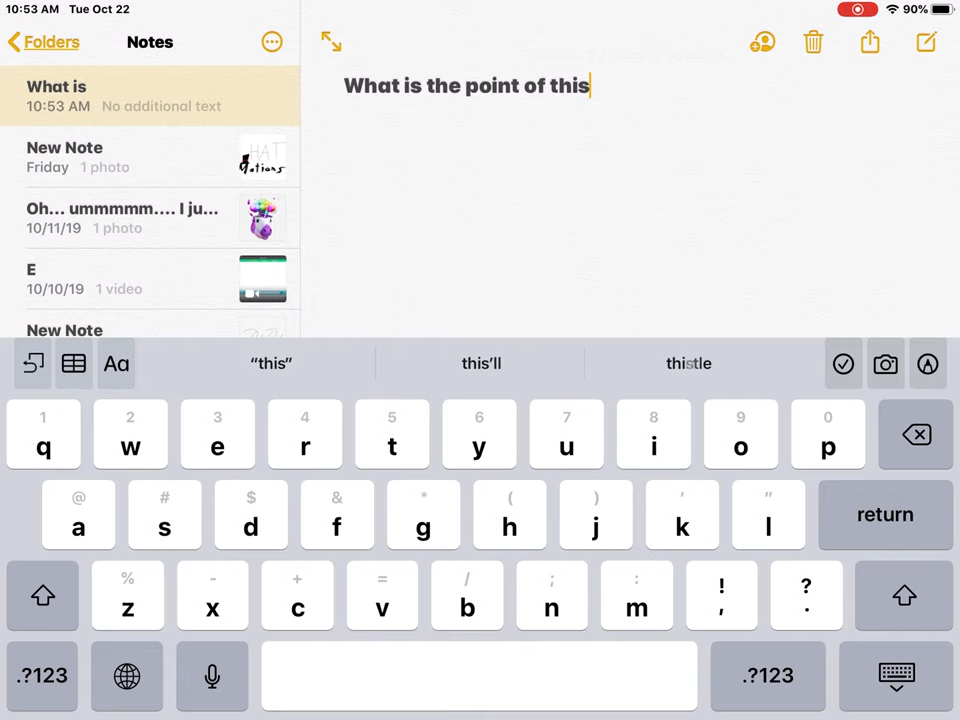 10:53 AM Tue Oct 22
90%
Folders
Notes
What is
10:53 AM No additional text
New Note
Friday 1 photo
Oh... ummmmm.... I ju...
10/11/19 1 photo
E
10/10/19 1 video
New Note
What is the point of this
Aa
“this”
this’ll
thistle
1 2 3 4 5 6 7 8 9 0
q w e r t y u i o p
@ # $ & * ( ) ' "
a s d f g h j k l
return
% - + = / ; : ! ?
z x c v b n m , .
.?123
.?123